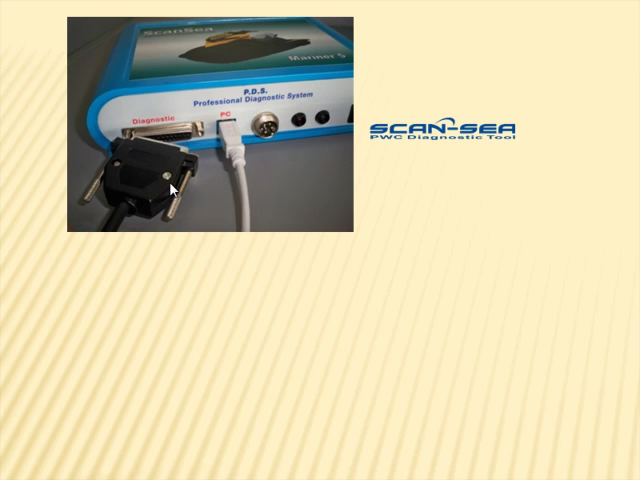 ScanSea
Mariner 5
P.D.S.
Professional Diagnostic System
Diagnostic
PC
SCAN-SEA
PWC Diagnostic Tool